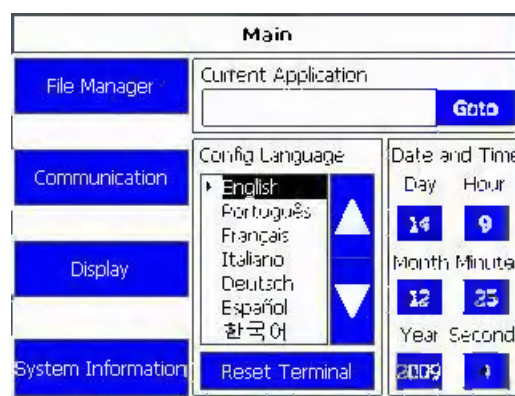 Main
File Manager
Communication
Display
System Information
Current Application
Goto
Config Language
English
Português
Français
Italiano
Deutsch
Español
한국어
Reset Terminal
Date and Time
Day Hour
14 9
Month Minute
12 25
Year Second
2009 4